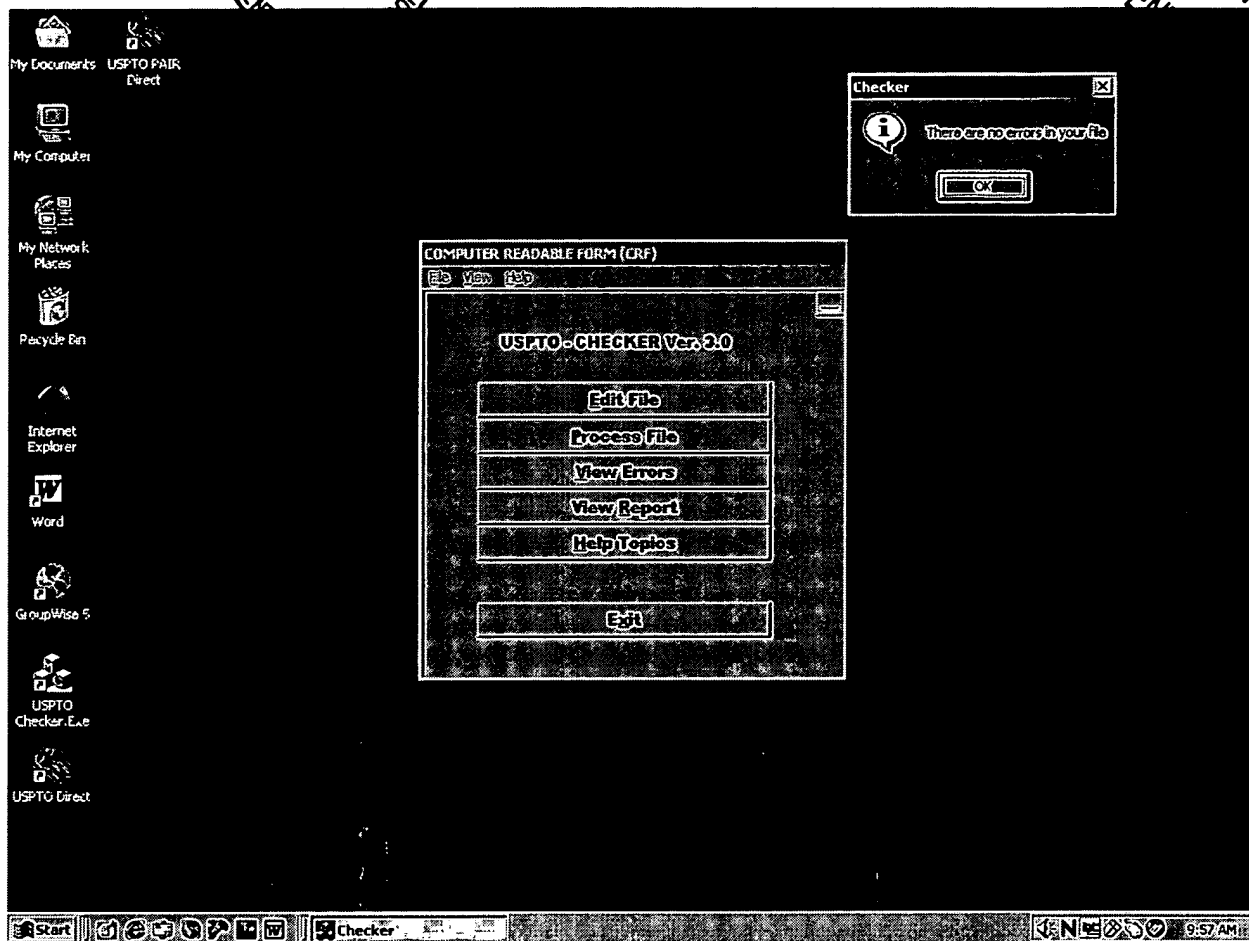 My Documents
USPTO PAIR
Direct
My Computer
My Network
Places
Recycle Bin
Internet
Explorer
Word
GroupWise 5
USPTO
Checker.Exe
USPTO Direct
Checker
There are no errors in your file
OK
COMPUTER READABLE FORM (CRF)
File View Help
USPTO - CHECKER Ver. 3.0
Edit File
Process File
View Errors
View Report
Help Topics
Exit
Start
Checker
9:57 AM